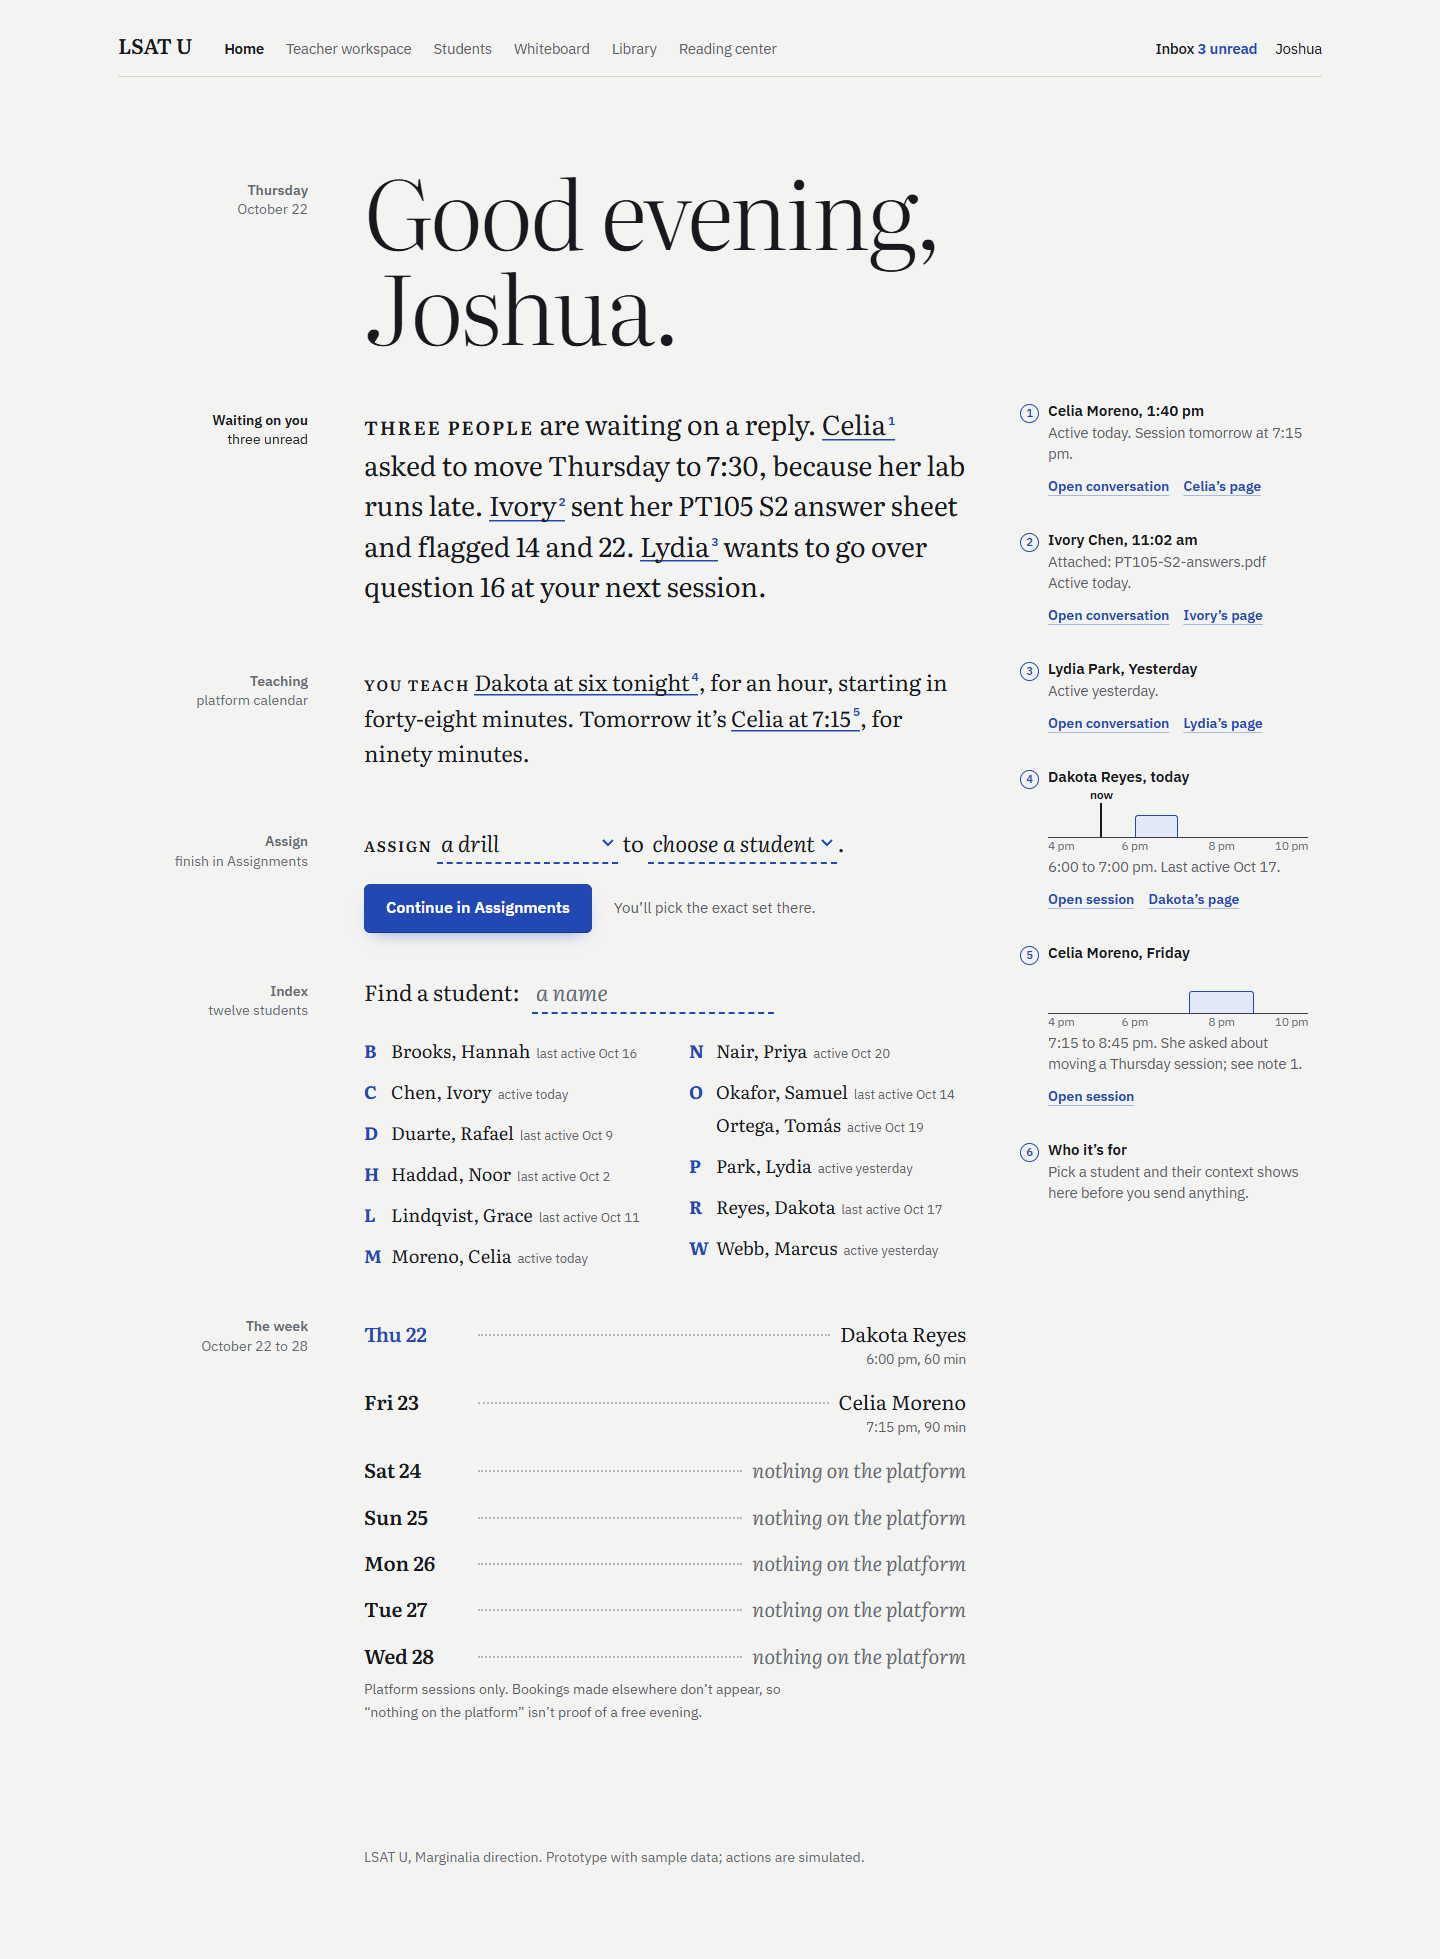 LSAT U Home Teacher workspace Students Whiteboard Library Reading center Inbox 3 unread Joshua
Thursday
October 22
Good evening,
Joshua.
Waiting on you
three unread
THREE PEOPLE are waiting on a reply. Celia1
asked to move Thursday to 7:30, because her lab
runs late. Ivory2 sent her PT105 S2 answer sheet
and flagged 14 and 22. Lydia3 wants to go over
question 16 at your next session.
Teaching
platform calendar
YOU TEACH Dakota at six tonight4, for an hour, starting in
forty-eight minutes. Tomorrow it’s Celia at 7:155, for
ninety minutes.
Assign
finish in Assignments
ASSIGN a drill to choose a student.
Continue in Assignments You’ll pick the exact set there.
Index
twelve students
Find a student: a name
B Brooks, Hannah last active Oct 16
C Chen, Ivory active today
D Duarte, Rafael last active Oct 9
H Haddad, Noor last active Oct 2
L Lindqvist, Grace last active Oct 11
M Moreno, Celia active today
N Nair, Priya active Oct 20
O Okafor, Samuel last active Oct 14
Ortega, Tomás active Oct 19
P Park, Lydia active yesterday
R Reyes, Dakota last active Oct 17
W Webb, Marcus active yesterday
The week
October 22 to 28
Thu 22 Dakota Reyes
6:00 pm, 60 min
Fri 23 Celia Moreno
7:15 pm, 90 min
Sat 24 nothing on the platform
Sun 25 nothing on the platform
Mon 26 nothing on the platform
Tue 27 nothing on the platform
Wed 28 nothing on the platform
Platform sessions only. Bookings made elsewhere don’t appear, so
“nothing on the platform” isn’t proof of a free evening.
1 Celia Moreno, 1:40 pm
Active today. Session tomorrow at 7:15
pm.
Open conversation Celia’s page
2 Ivory Chen, 11:02 am
Attached: PT105-S2-answers.pdf
Active today.
Open conversation Ivory’s page
3 Lydia Park, Yesterday
Active yesterday.
Open conversation Lydia’s page
4 Dakota Reyes, today
now
4 pm 6 pm 8 pm 10 pm
6:00 to 7:00 pm. Last active Oct 17.
Open session Dakota’s page
5 Celia Moreno, Friday
4 pm 6 pm 8 pm 10 pm
7:15 to 8:45 pm. She asked about
moving a Thursday session; see note 1.
Open session
6 Who it’s for
Pick a student and their context shows
here before you send anything.
LSAT U, Marginalia direction. Prototype with sample data; actions are simulated.